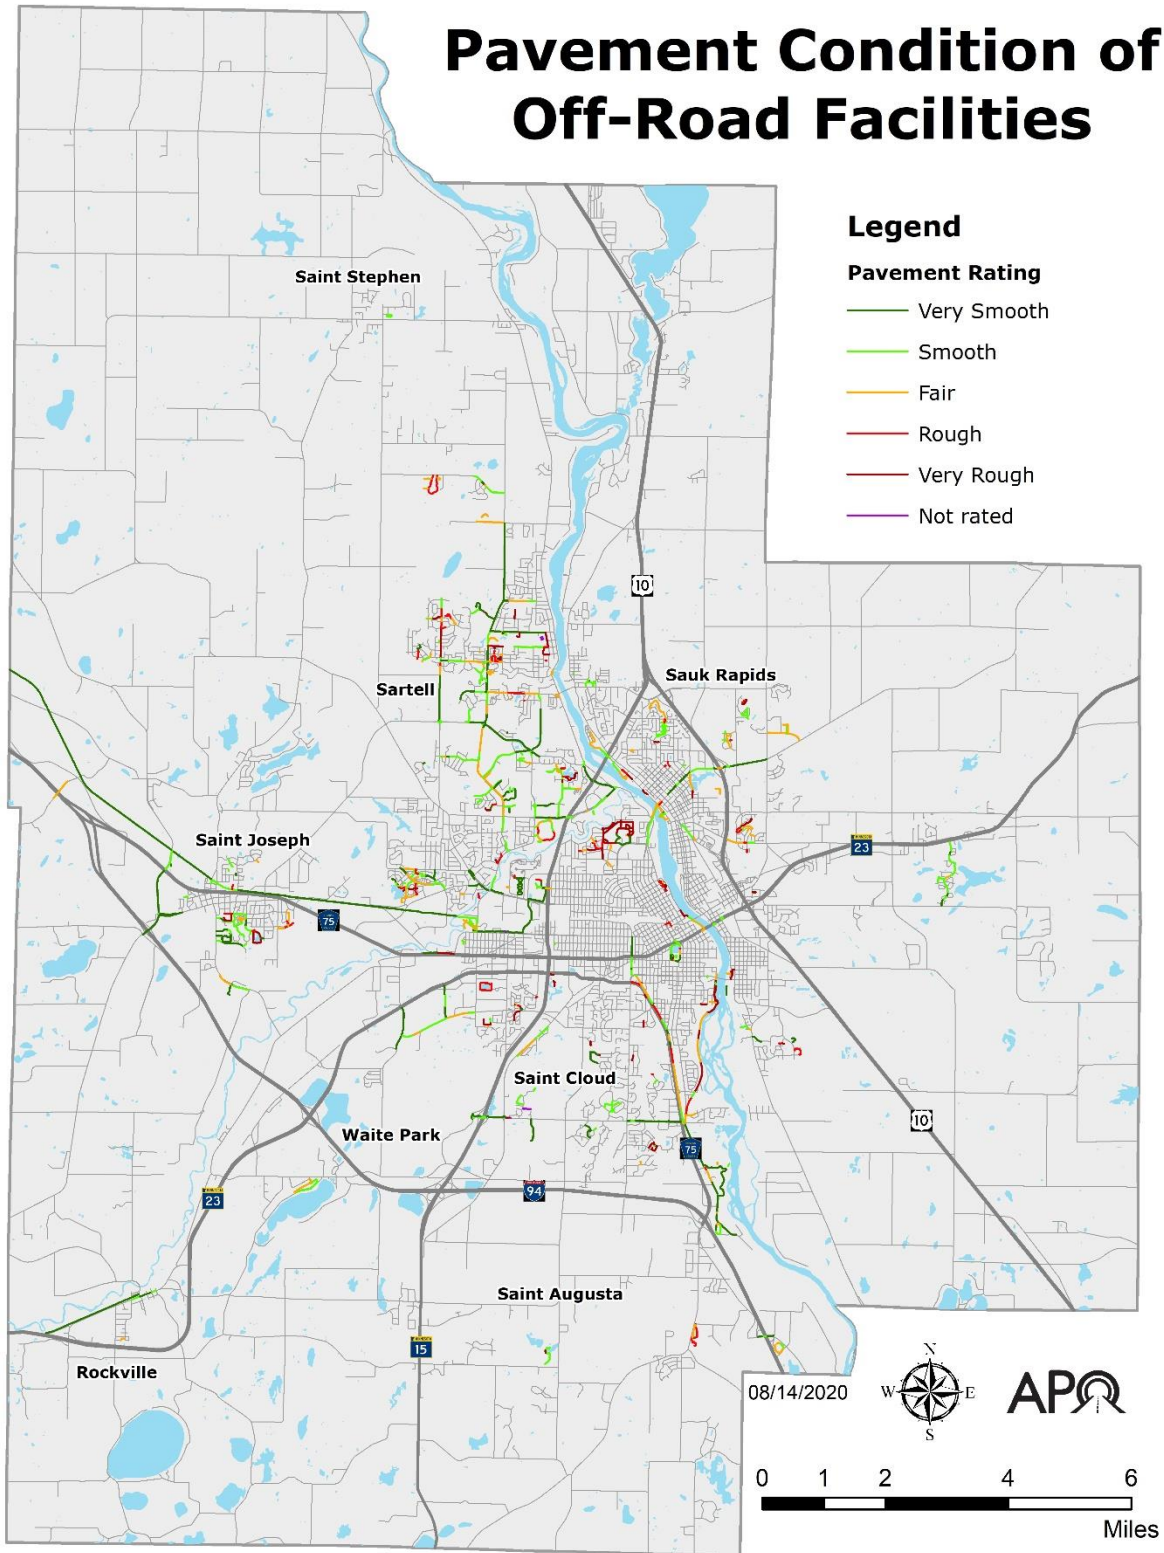 Pavement Condition of
Off-Road Facilities
Legend
Pavement Rating
Very Smooth
Smooth
Fair
Rough
Very Rough
Not rated
Saint Stephen
10
Sartell
Sauk Rapids
Saint Joseph
23
75
Saint Cloud
Waite Park
10
75
94
23
Saint Augusta
15
Rockville
08/14/2020
N
W
E
S
APO
0 1 2 4 6
Miles